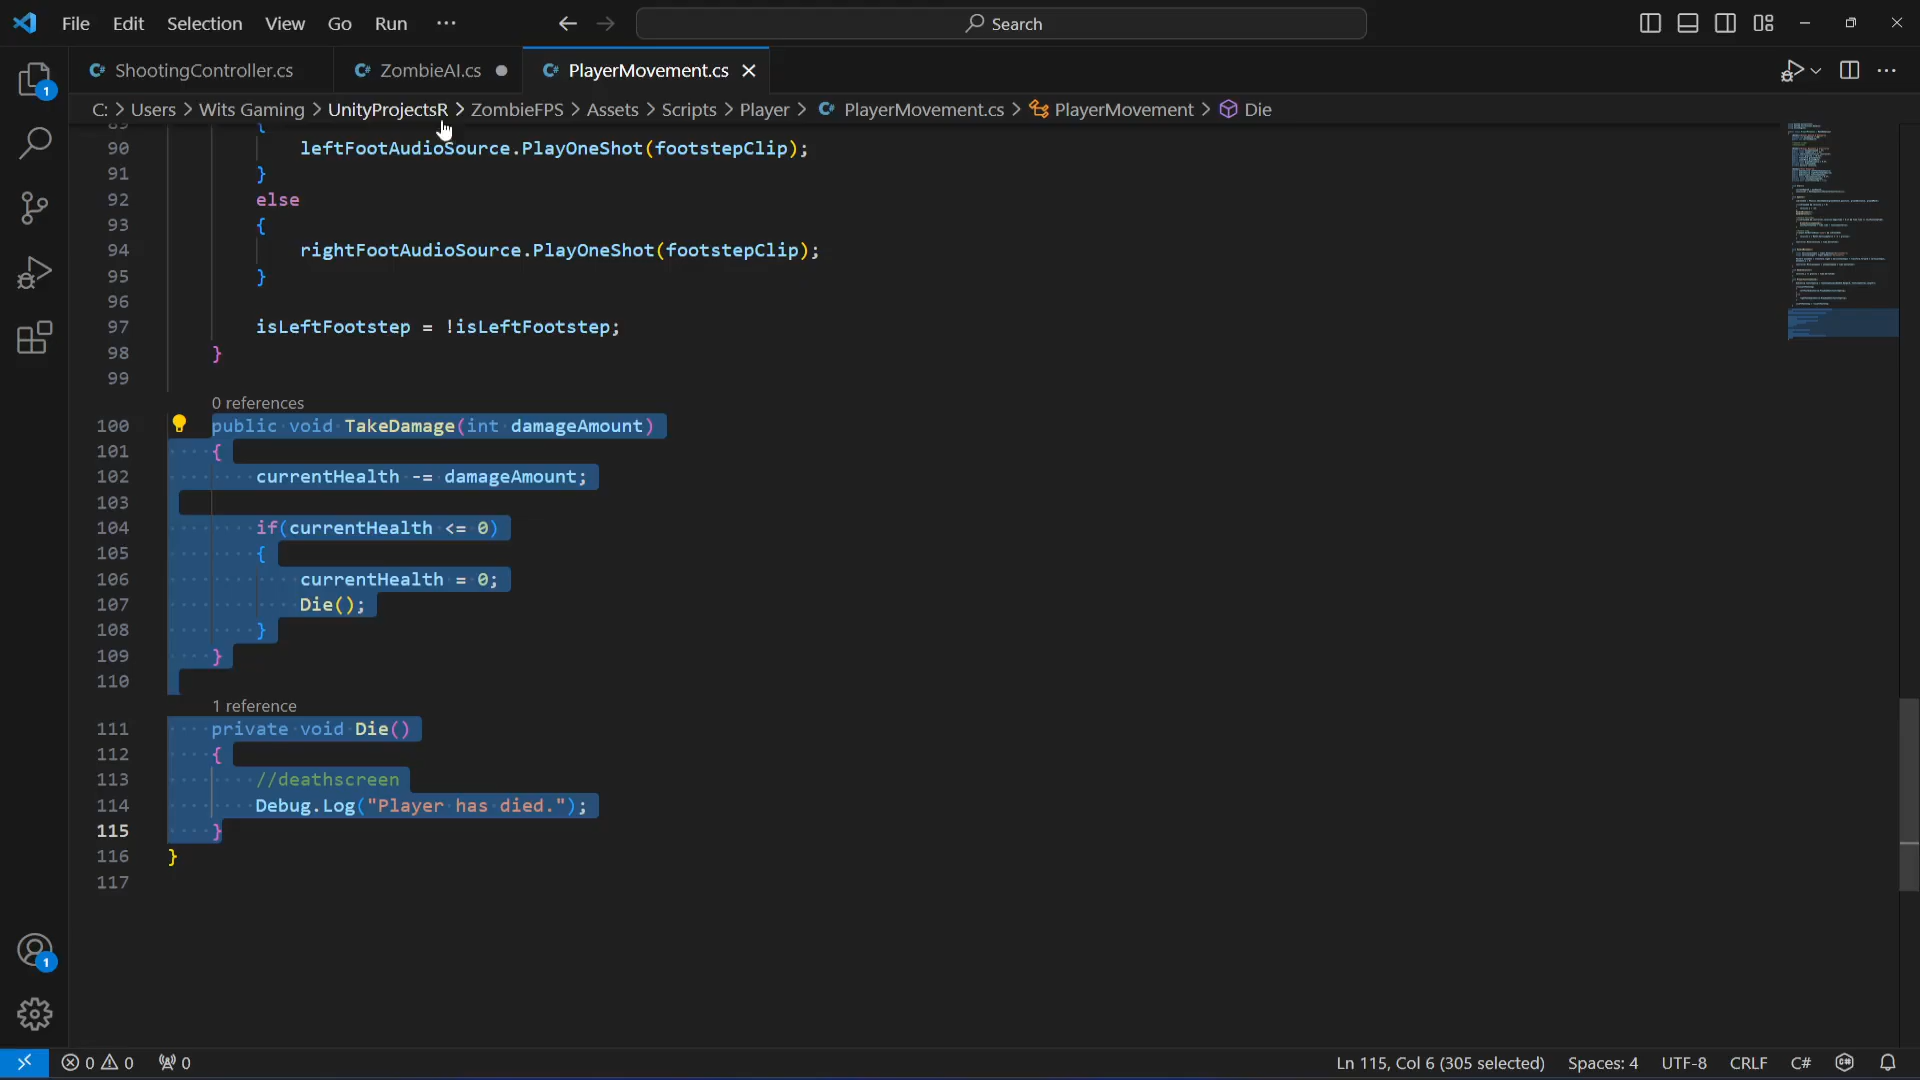 File Edit Selection View Go Run ··· Search
ShootingController.cs ZombieAI.cs PlayerMovement.cs
C: > Users > Wits Gaming > UnityProjectsR > ZombieFPS > Assets > Scripts > Player > PlayerMovement.cs > PlayerMovement > Die
89 {
90 leftFootAudioSource.PlayOneShot(footstepClip);
91 }
92 else
93 {
94 rightFootAudioSource.PlayOneShot(footstepClip);
95 }
96
97 isLeftFootstep = !isLeftFootstep;
98 }
99
0 references
100 public void TakeDamage(int damageAmount)
101 {
102 currentHealth -= damageAmount;
103
104 if(currentHealth <= 0)
105 {
106 currentHealth = 0;
107 Die();
108 }
109 }
110
1 reference
111 private void Die()
112 {
113 //deathscreen
114 Debug.Log("Player has died.");
115 }
116 }
117
1
1
0 0 0 Ln 115, Col 6 (305 selected) Spaces: 4 UTF-8 CRLF C#